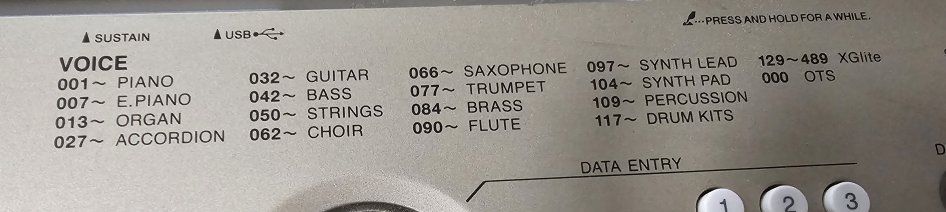 ▲ SUSTAIN
▲ USB
...PRESS AND HOLD FOR A WHILE.
VOICE
001~ PIANO
007~ E.PIANO
013~ ORGAN
027~ ACCORDION
032~ GUITAR
042~ BASS
050~ STRINGS
062~ CHOIR
066~ SAXOPHONE
077~ TRUMPET
084~ BRASS
090~ FLUTE
097~ SYNTH LEAD
104~ SYNTH PAD
109~ PERCUSSION
117~ DRUM KITS
129~489 XGlite
000 OTS
DATA ENTRY
1
2
3
D